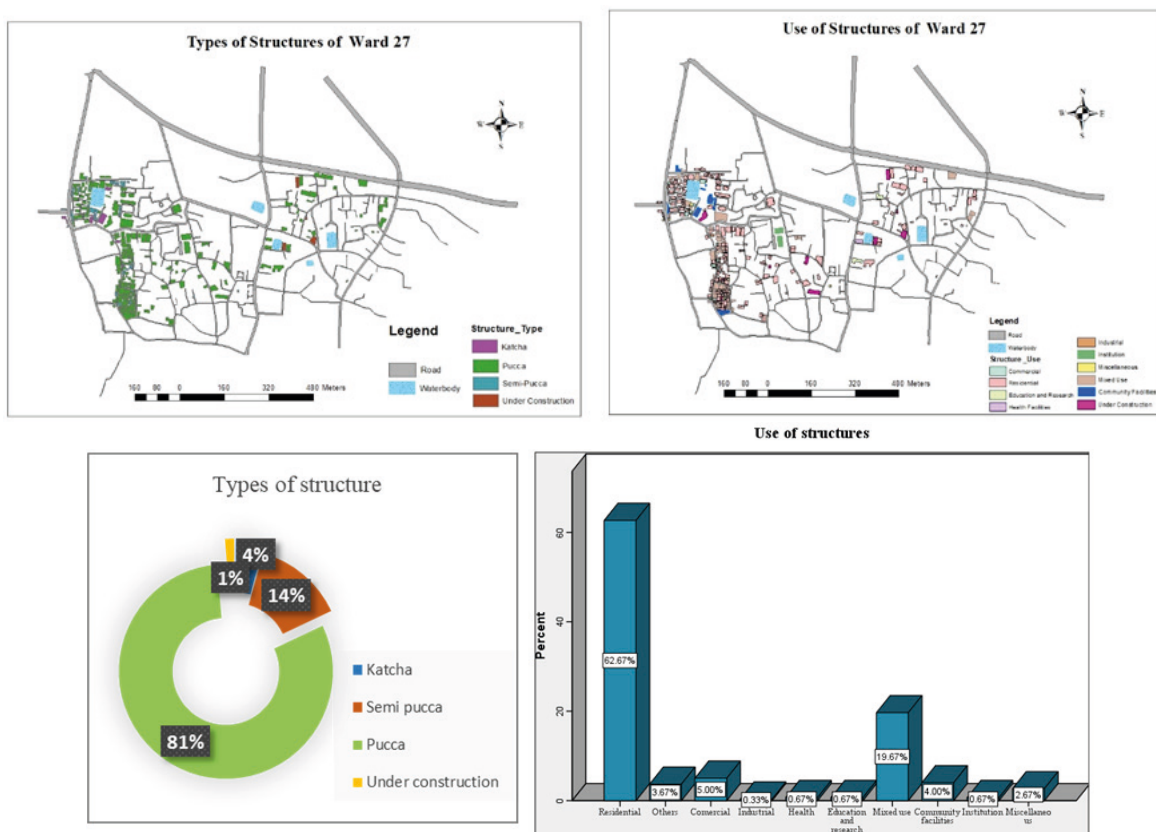 Types of Structures of Ward 27
N
W
E
S
Legend
Road
Waterbody
Structure_Type
Katcha
Pucca
Semi-Pucca
Under Construction
160 80 0 160 320 480 Meters
Use of Structures of Ward 27
N
W
E
S
Legend
Road
Waterbody
Structure_Use
Commercial
Residential
Education and Research
Health Facilities
Industrial
Institution
Miscellaneous
Mixed Use
Community Facilities
Under Construction
160 80 0 160 320 480 Meters
Types of structure
4%
1%
14%
81%
Katcha
Semi pucca
Pucca
Under construction
Use of structures
Percent
60
40
20
0
62.67%
3.67%
5.00%
0.33%
0.67%
0.67%
19.67%
4.00%
0.67%
2.67%
Residential
Others
Comercial
Industrial
Health
Education and research
Mixed use
Community facilities
Institution
Miscellaneo
us